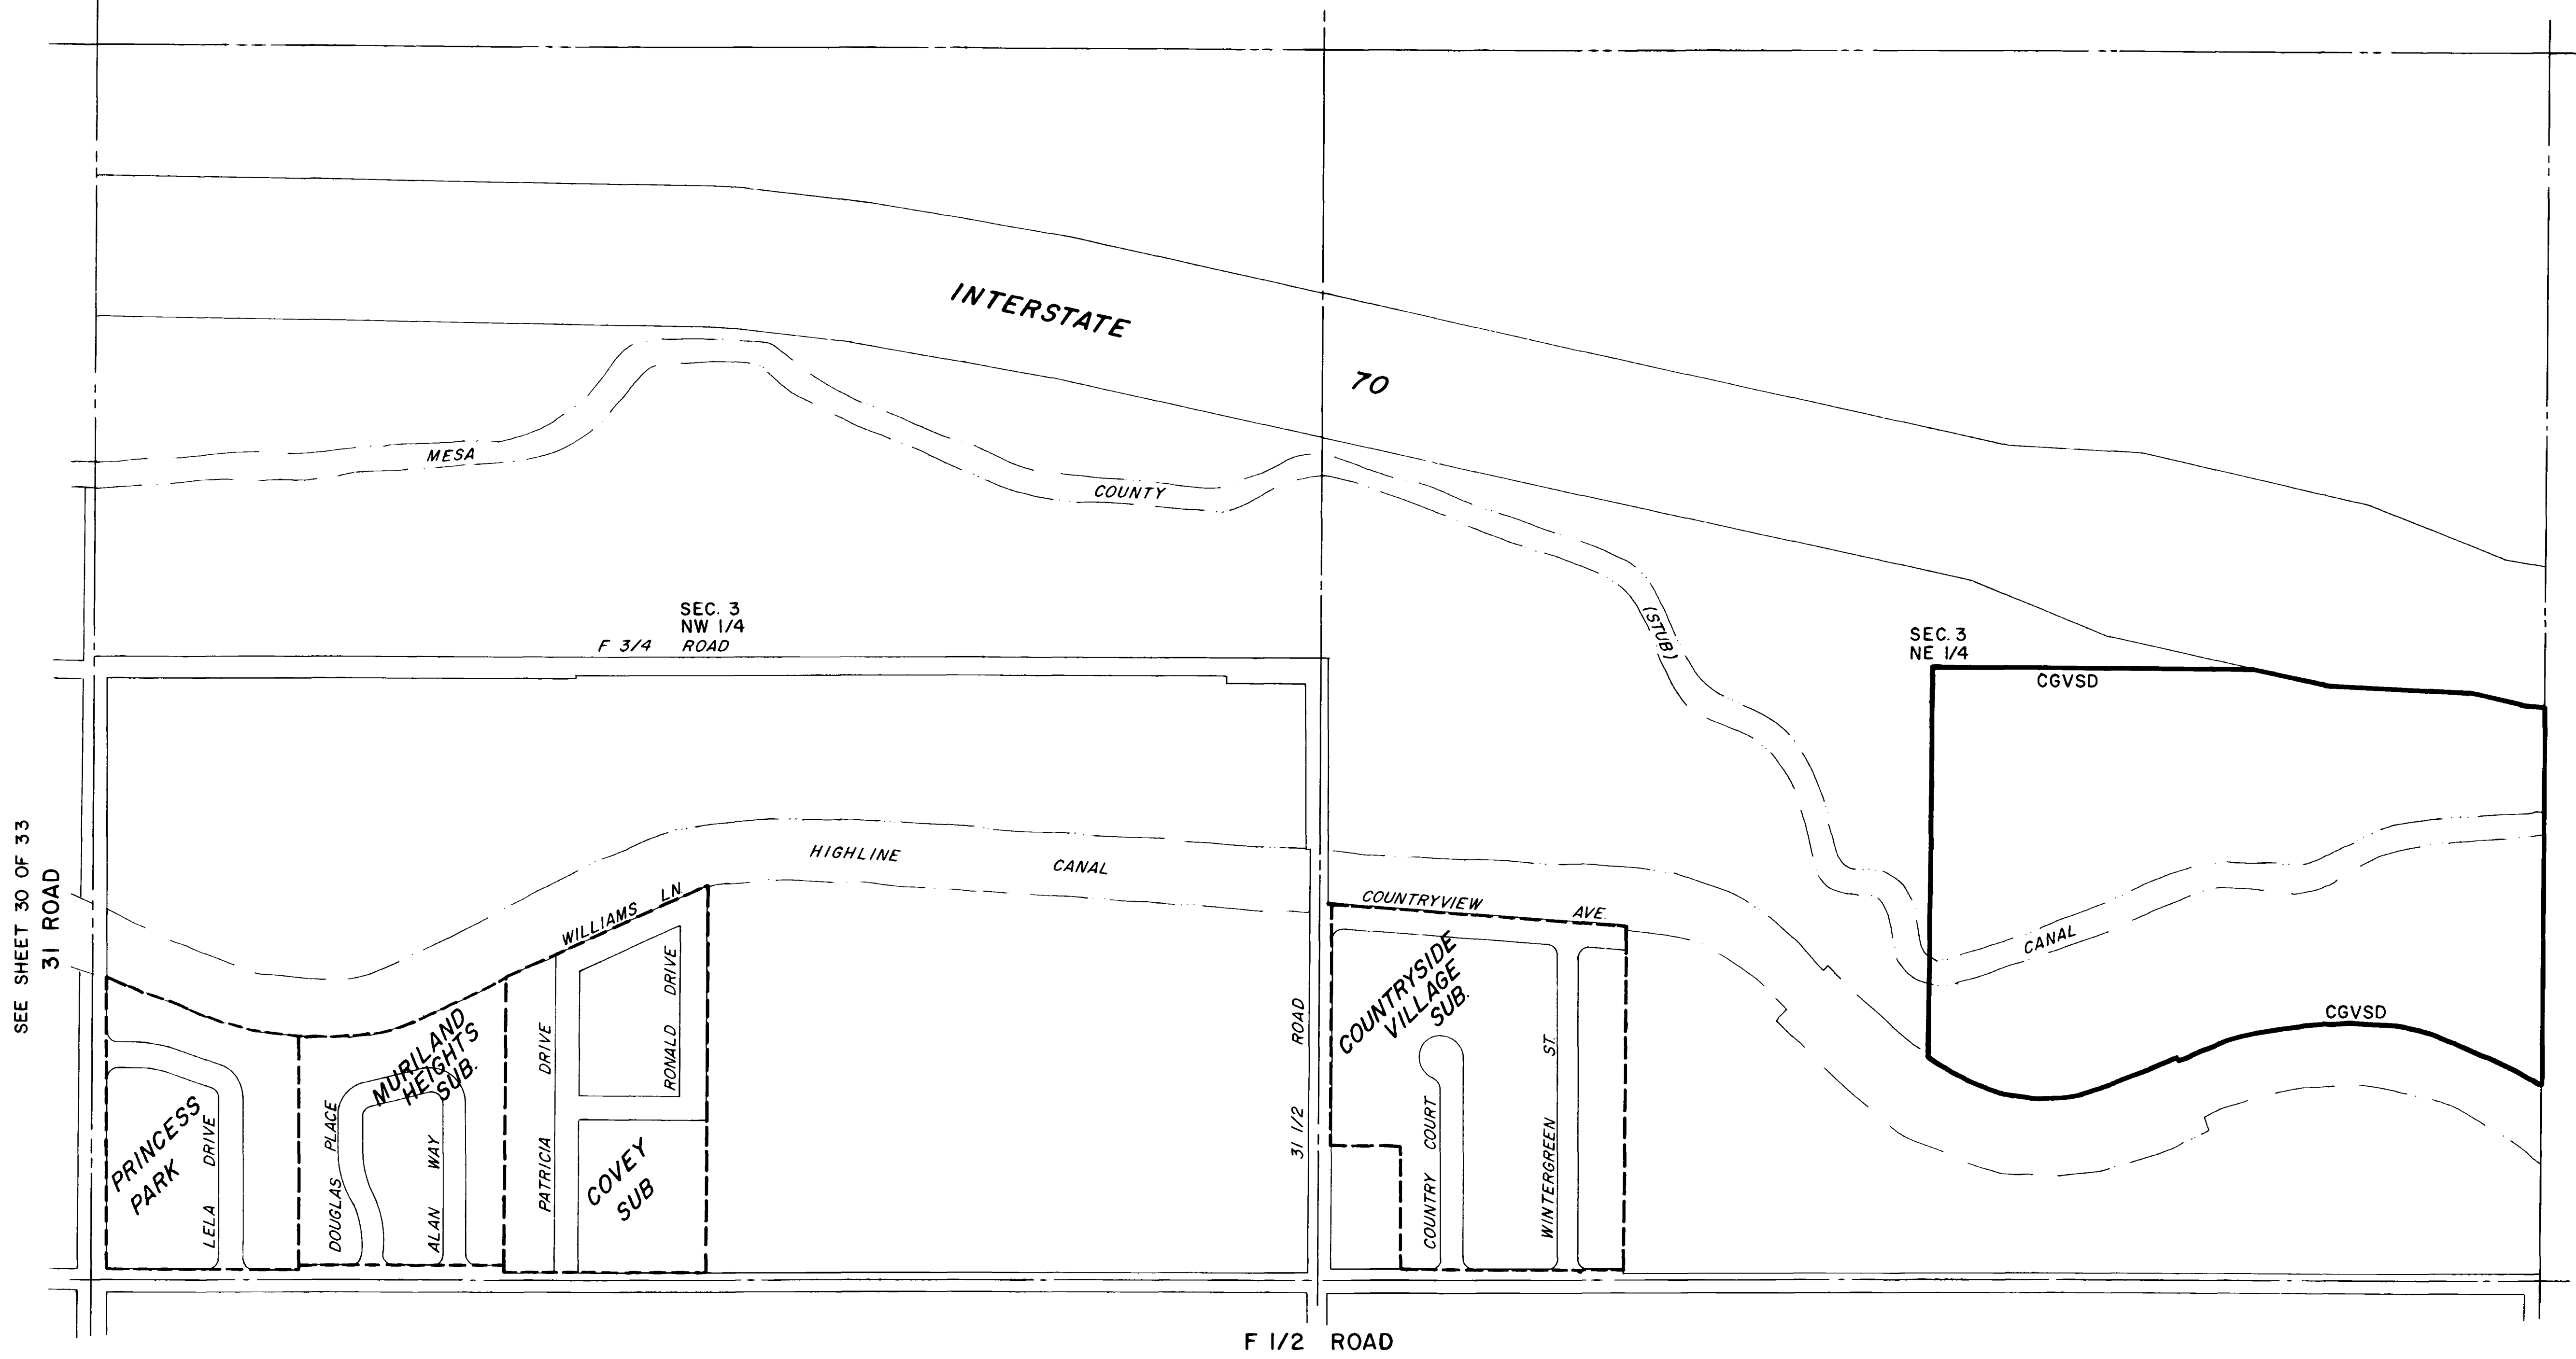 INTERSTATE
70
MESA
COUNTY
(STUB)
SEC. 3
NW 1/4
F 3/4 ROAD
SEC. 3
NE 1/4
CGVSD
SEE SHEET 30 OF 33
31 ROAD
HIGHLINE CANAL
WILLIAMS LN.
COUNTRYVIEW AVE.
CANAL
CGVSD
PRINCESS
PARK
LELA DRIVE
MURILAND
HEIGHTS
SUB.
DOUGLAS PLACE
ALAN WAY
PATRICIA DRIVE
RONALD DRIVE
COVEY
SUB
31 1/2 ROAD
COUNTRYSIDE
VILLAGE
SUB.
COUNTRY COURT
WINTERGREEN ST.
F 1/2 ROAD